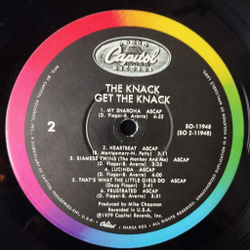 Capitol
THE KNACK
GET THE KNACK
2
SO-11948
(SO 2-11948)
1. MY SHARONA ASCAP
(D. Fieger-B. Averre) 4:52
2. HEARTBEAT ASCAP
(B. Montgomery-N. Petty) 2:11
3. SIAMESE TWINS (The Monkey And Me) ASCAP
(D. Fieger-B. Averre) 3:25
4. LUCINDA ASCAP
(D. Fieger-B. Averre) 4:00
5. THAT'S WHAT THE LITTLE GIRLS DO ASCAP
(Doug Fieger) 2:41
6. FRUSTRATED ASCAP
(D. Fieger-B. Averre) 3:51
Produced by Mike Chapman
Recorded in U.S.A.
℗1979 Capitol Records, Inc.